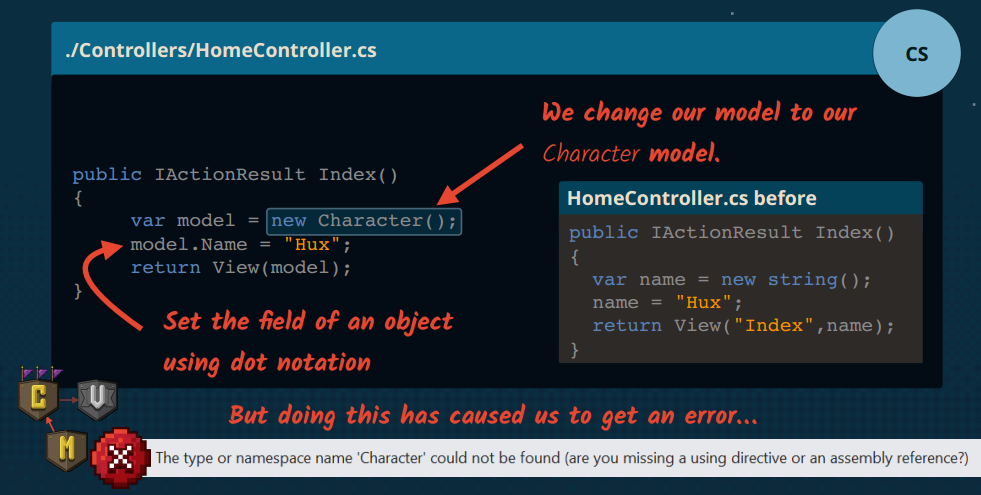 ./Controllers/HomeController.cs
CS
We change our model to our
Character model.
public IActionResult Index()
{
var model = new Character();
model.Name = "Hux";
return View(model);
}
HomeController.cs before
public IActionResult Index()
{
var name = new string();
name = "Hux";
return View("Index",name);
}
Set the field of an object
using dot notation
C V
But doing this has caused us to get an error...
M
The type or namespace name 'Character' could not be found (are you missing a using directive or an assembly reference?)